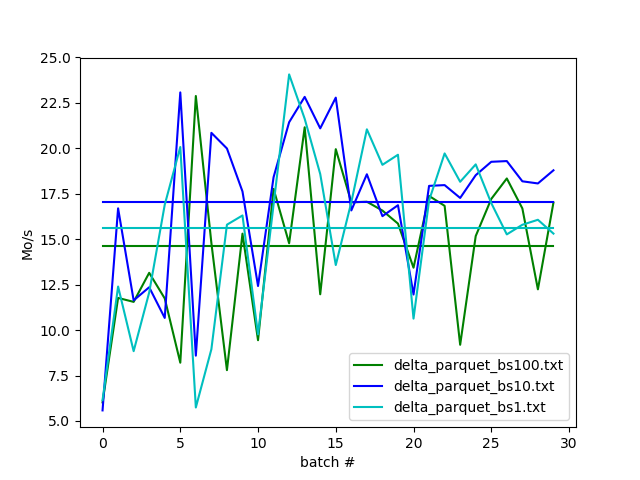 25.0
22.5
20.0
17.5
15.0
12.5
10.0
7.5
5.0
Mo/s
delta_parquet_bs100.txt
delta_parquet_bs10.txt
delta_parquet_bs1.txt
0 5 10 15 20 25 30
batch #